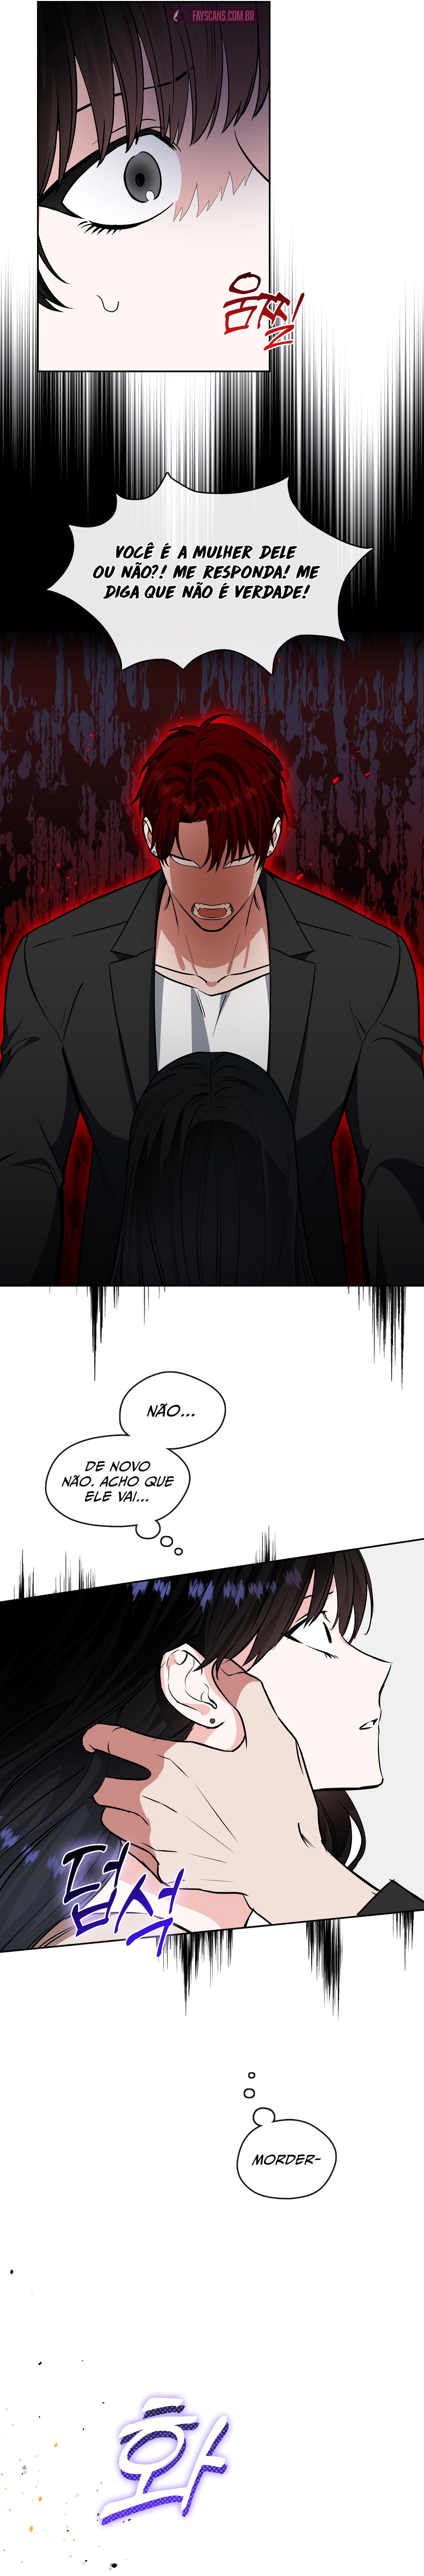 FAYSCANS.COM.BR
움찔!
VOCÊ É A MULHER DELE
OU NÃO?! ME RESPONDA! ME
DIGA QUE NÃO É VERDADE!
NÃO...
DE NOVO
NÃO. ACHO QUE
ELE VAI...
덥석
MORDER-
화